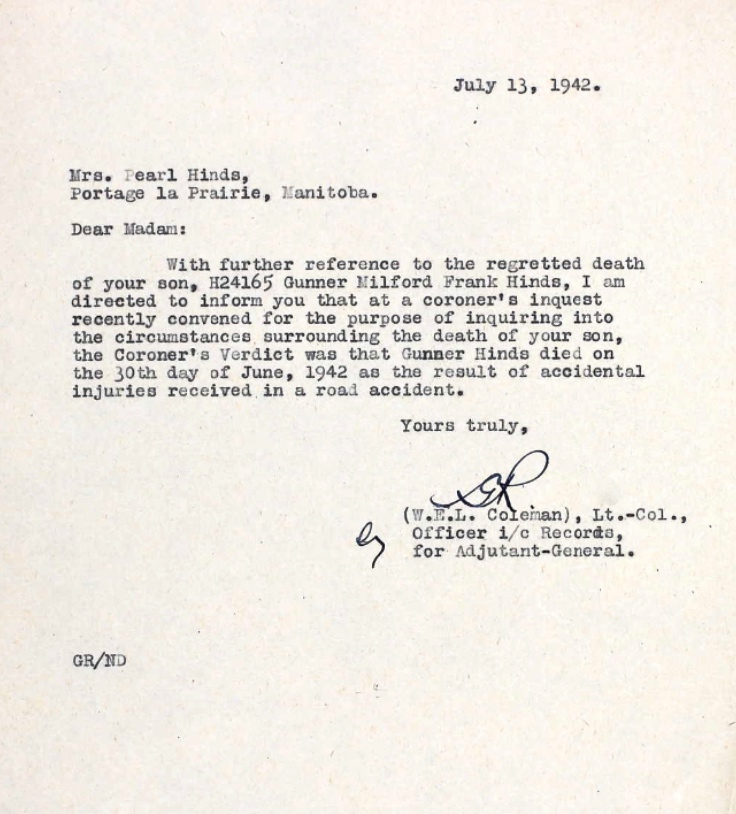 July 13, 1942.
Mrs. Pearl Hinds,
Portage la Prairie, Manitoba.
Dear Madam:
With further reference to the regretted death
of your son, H24165 Gunner Milford Frank Hinds, I am
directed to inform you that at a coroner's inquest
recently convened for the purpose of inquiring into
the circumstances surrounding the death of your son,
the Coroner's Verdict was that Gunner Hinds died on
the 30th day of June, 1942 as the result of accidental
injuries received in a road accident.
Yours truly,
GR
(W.E.L. Coleman), Lt.-Col.,
Officer i/c Records,
for Adjutant-General.
GR/ND